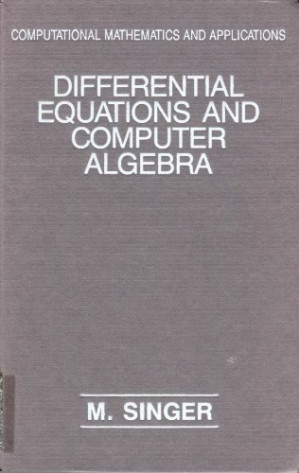 COMPUTATIONAL MATHEMATICS AND APPLICATIONS
DIFFERENTIAL
EQUATIONS AND
COMPUTER
ALGEBRA
M. SINGER